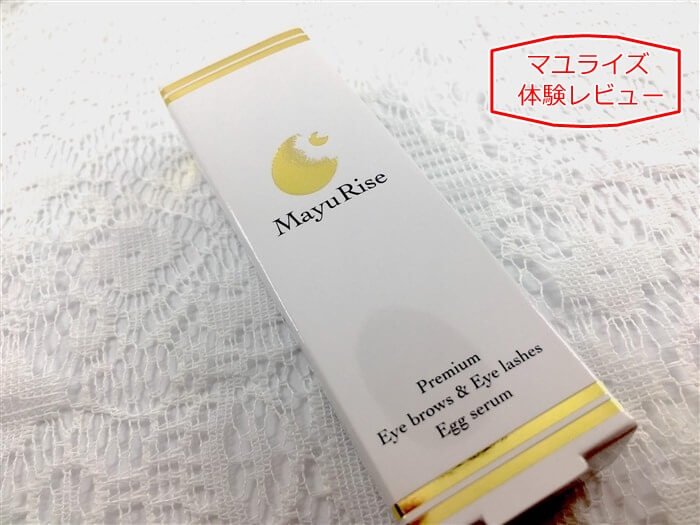 マユライズ
体験レビュー
MayuRise
Premium
Eye brows & Eye lashes
Egg serum